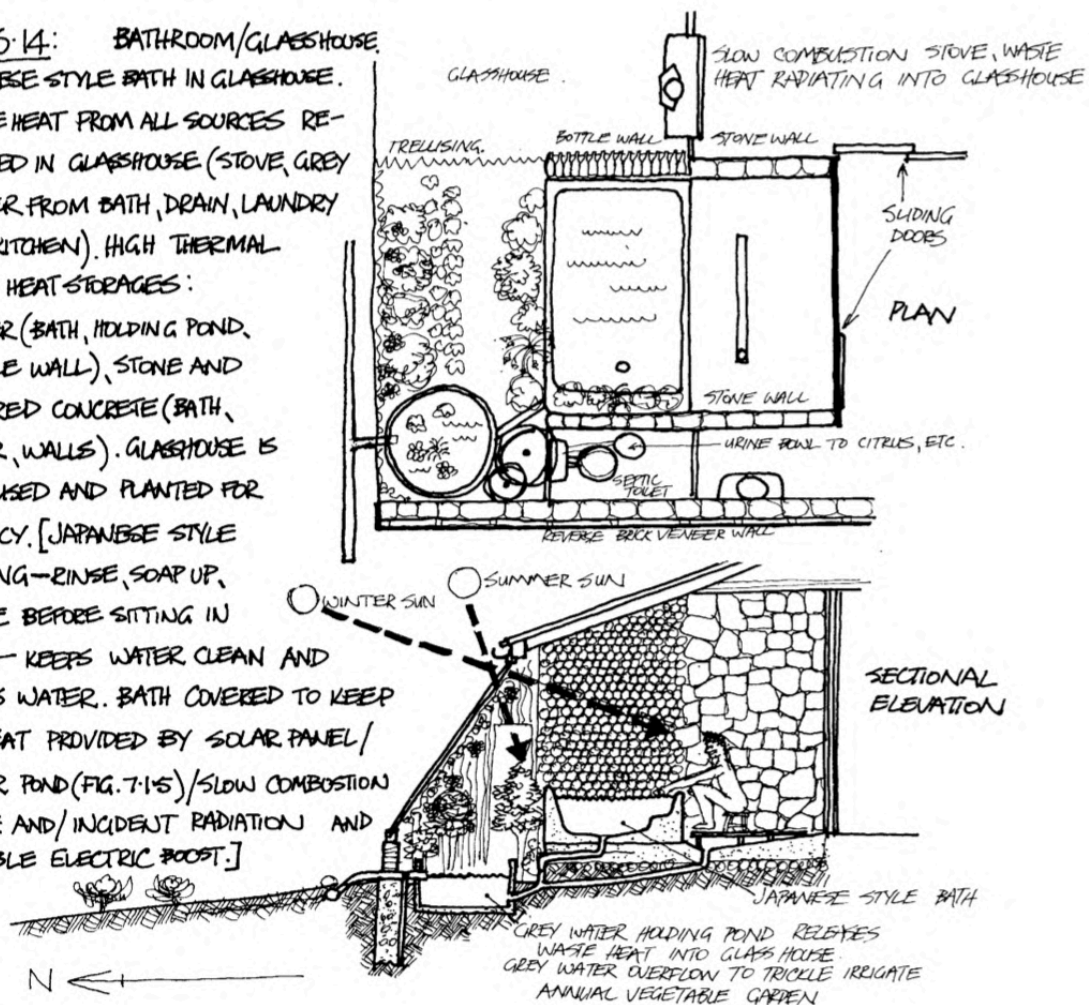 5·14: BATHROOM/GLASSHOUSE.
ESE STYLE BATH IN GLASSHOUSE.
E HEAT FROM ALL SOURCES RE-
ED IN GLASSHOUSE (STOVE, GREY
ER FROM BATH, DRAIN, LAUNDRY
KITCHEN). HIGH THERMAL
HEAT STORAGES:
ER (BATH, HOLDING POND,
LE WALL), STONE AND
RED CONCRETE (BATH,
R, WALLS). GLASSHOUSE IS
ISED AND PLANTED FOR
CY. [JAPANESE STYLE
NG—RINSE, SOAP UP,
E BEFORE SITTING IN
— KEEPS WATER CLEAN AND
S WATER. BATH COVERED TO KEEP
EAT PROVIDED BY SOLAR PANEL/
R POND (FIG. 7·15)/SLOW COMBUSTION
E AND/INCIDENT RADIATION AND
BLE ELECTRIC BOOST.]
GLASSHOUSE.
SLOW COMBUSTION STOVE, WASTE
HEAT RADIATING INTO GLASSHOUSE
TRELLISING.
BOTTLE WALL
STONE WALL
SLIDING
DOORS
PLAN
STONE WALL
URINE BOWL TO CITRUS, ETC.
SEPTIC
TOILET
REVERSE BRICK VENEER WALL
WINTER SUN
SUMMER SUN
SECTIONAL
ELEVATION
JAPANESE STYLE BATH
GREY WATER HOLDING POND RELEASES
WASTE HEAT INTO GLASS HOUSE.
GREY WATER OVERFLOW TO TRICKLE IRRIGATE
ANNUAL VEGETABLE GARDEN
N